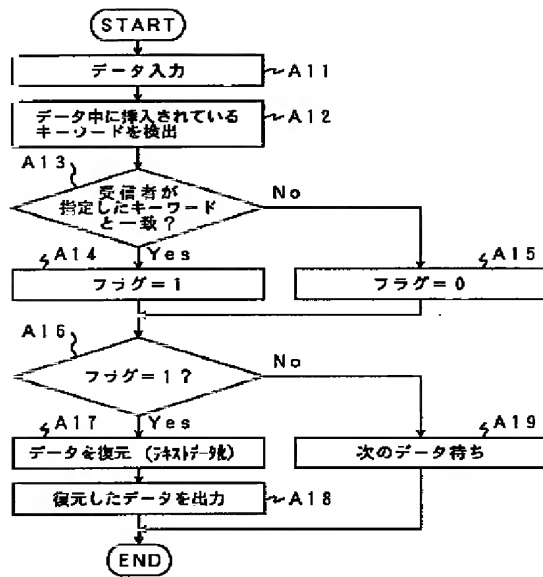 START
データ入力
A11
データ中に挿入されている
キーワードを検出
A12
A13
受信者が
指定したキーワード
と一致?
No
Yes
A14
フラグ=1
A15
フラグ=0
A16
フラグ=1?
No
Yes
A17
データを復元 (テキストデータ化)
A19
次のデータ待ち
復元したデータを出力
A18
END